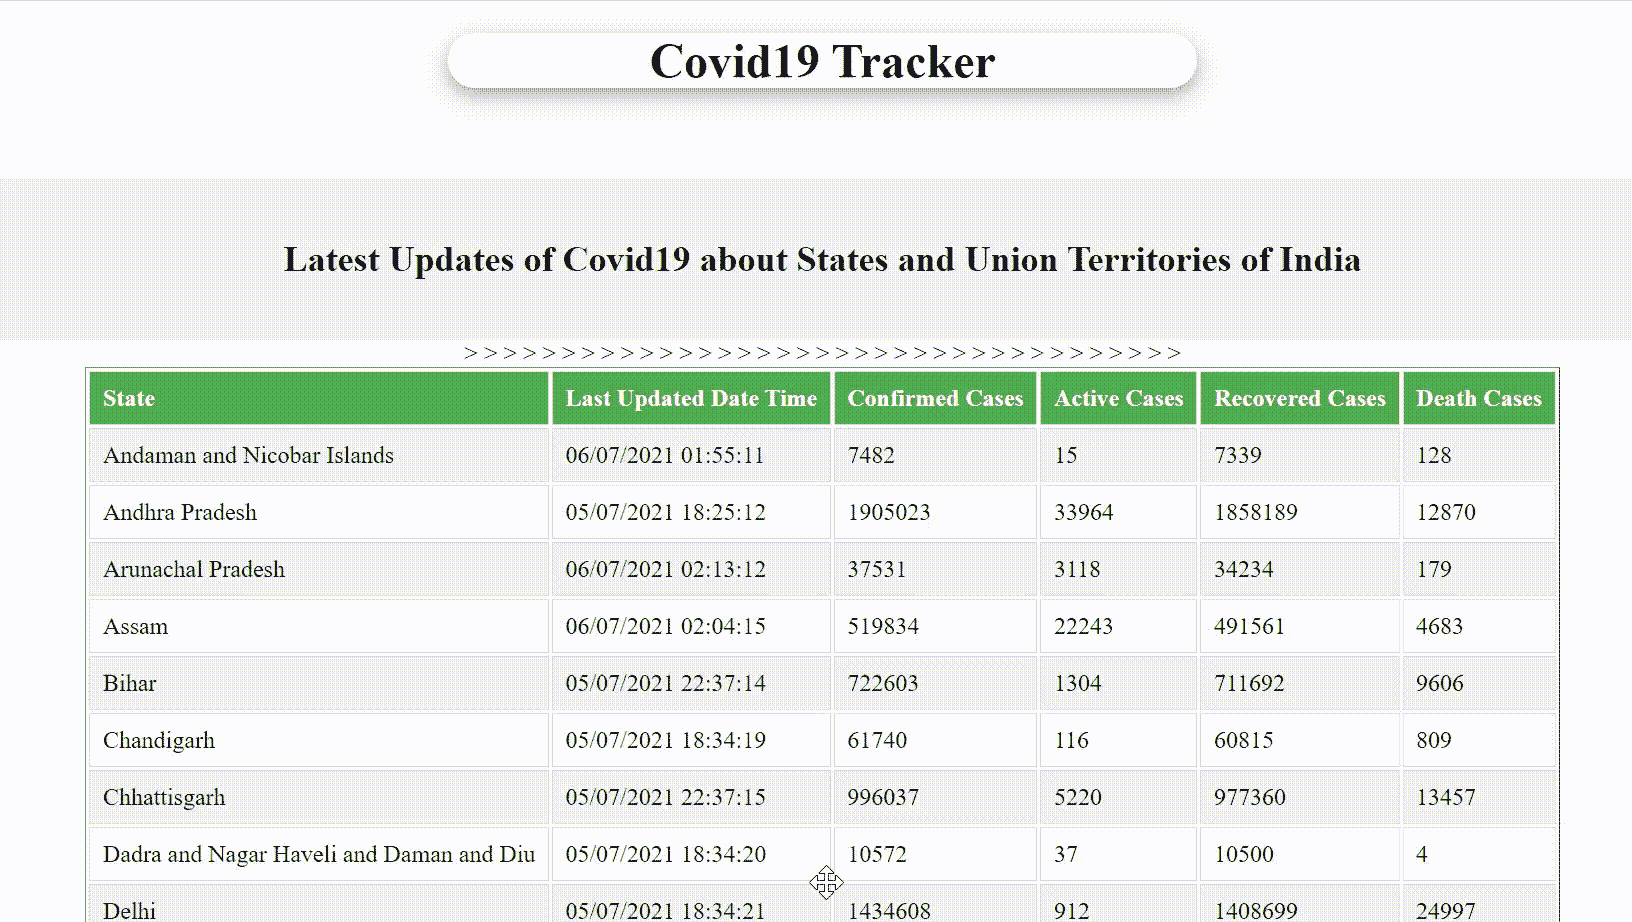 Covid19 Tracker
Latest Updates of Covid19 about States and Union Territories of India
> > > > > > > > > > > > > > > > > > > > > > > > > > > > > > > > > > > > >
State Last Updated Date Time Confirmed Cases Active Cases Recovered Cases Death Cases
Andaman and Nicobar Islands 06/07/2021 01:55:11 7482 15 7339 128
Andhra Pradesh 05/07/2021 18:25:12 1905023 33964 1858189 12870
Arunachal Pradesh 06/07/2021 02:13:12 37531 3118 34234 179
Assam 06/07/2021 02:04:15 519834 22243 491561 4683
Bihar 05/07/2021 22:37:14 722603 1304 711692 9606
Chandigarh 05/07/2021 18:34:19 61740 116 60815 809
Chhattisgarh 05/07/2021 22:37:15 996037 5220 977360 13457
Dadra and Nagar Haveli and Daman and Diu 05/07/2021 18:34:20 10572 37 10500 4
Delhi 05/07/2021 18:34:21 1434608 912 1408699 24997